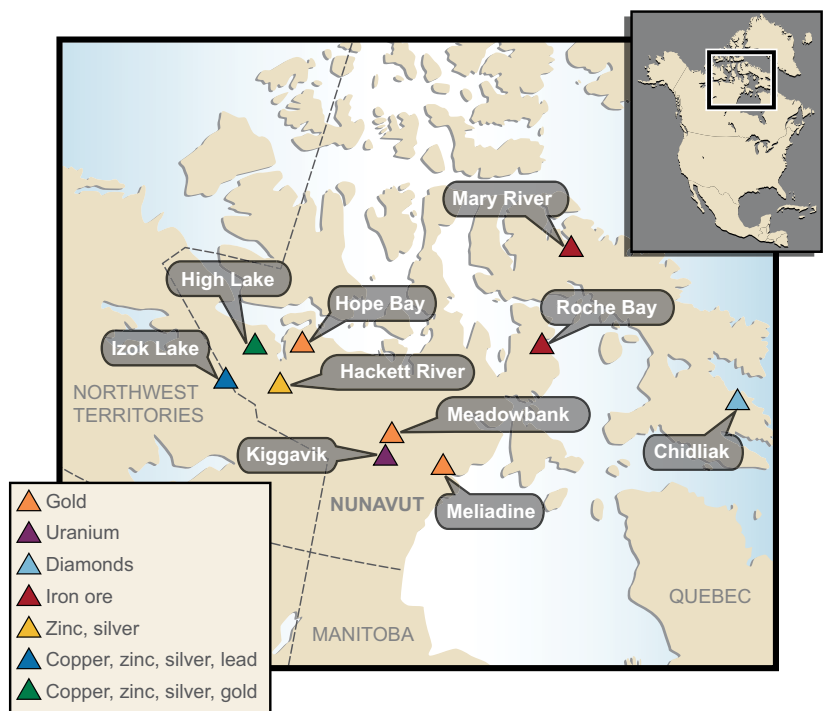 Mary River
High Lake
Hope Bay
Roche Bay
Izok Lake
Hackett River
NORTHWEST
TERRITORIES
Meadowbank
Chidliak
Kiggavik
NUNAVUT
Meliadine
QUEBEC
MANITOBA
Gold
Uranium
Diamonds
Iron ore
Zinc, silver
Copper, zinc, silver, lead
Copper, zinc, silver, gold